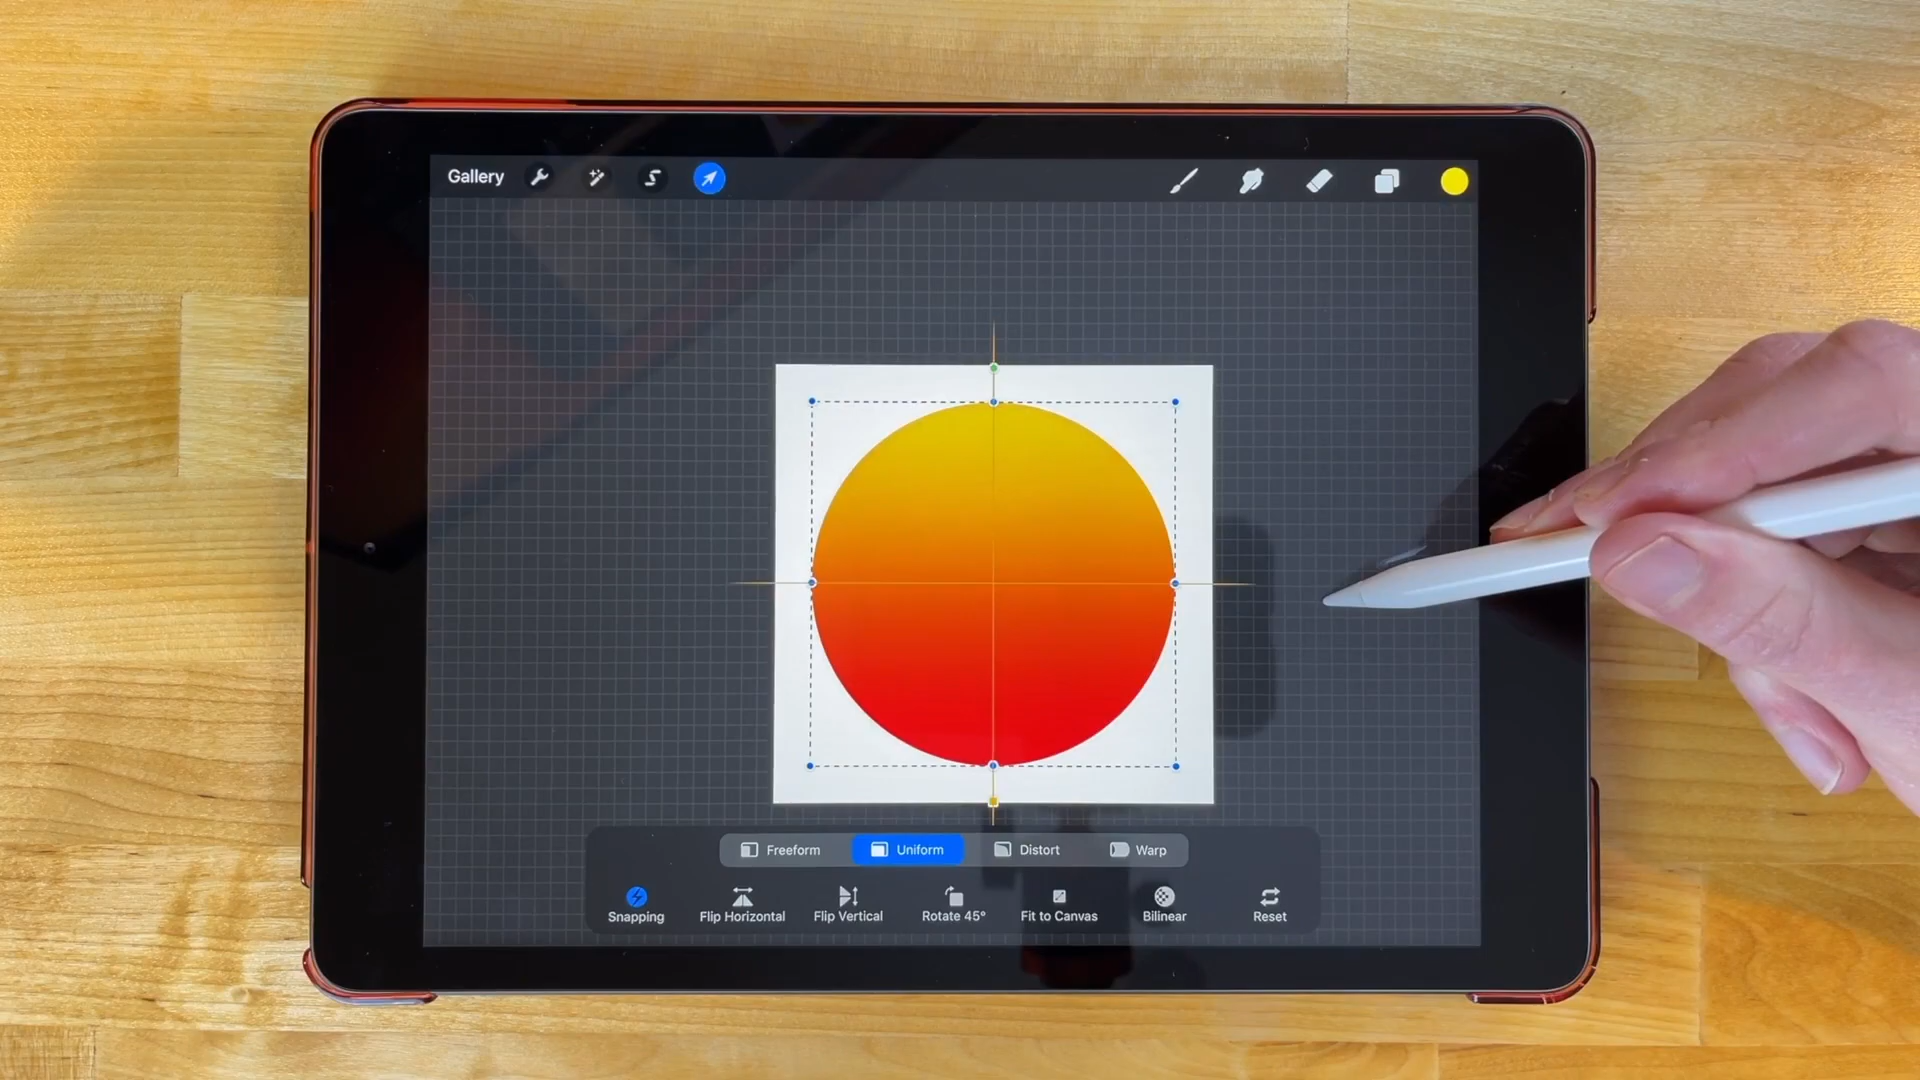 Gallery
Freeform Uniform Distort Warp
Snapping Flip Horizontal Flip Vertical Rotate 45° Fit to Canvas Bilinear Reset